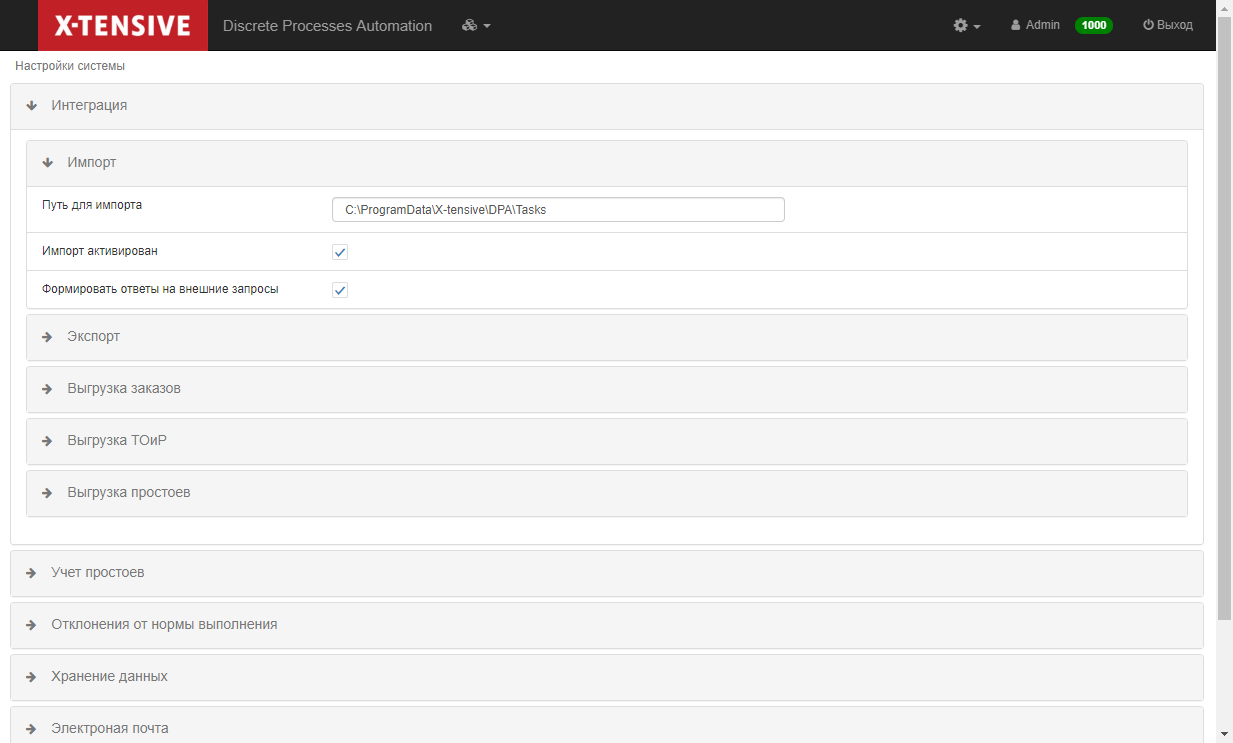 X-TENSIVE Discrete Processes Automation Admin 1000 Выход
Настройки системы
Интеграция
Импорт
Путь для импорта C:\ProgramData\X-tensive\DPA\Tasks
Импорт активирован
Формировать ответы на внешние запросы
Экспорт
Выгрузка заказов
Выгрузка ТОиР
Выгрузка простоев
Учет простоев
Отклонения от нормы выполнения
Хранение данных
Электроная почта